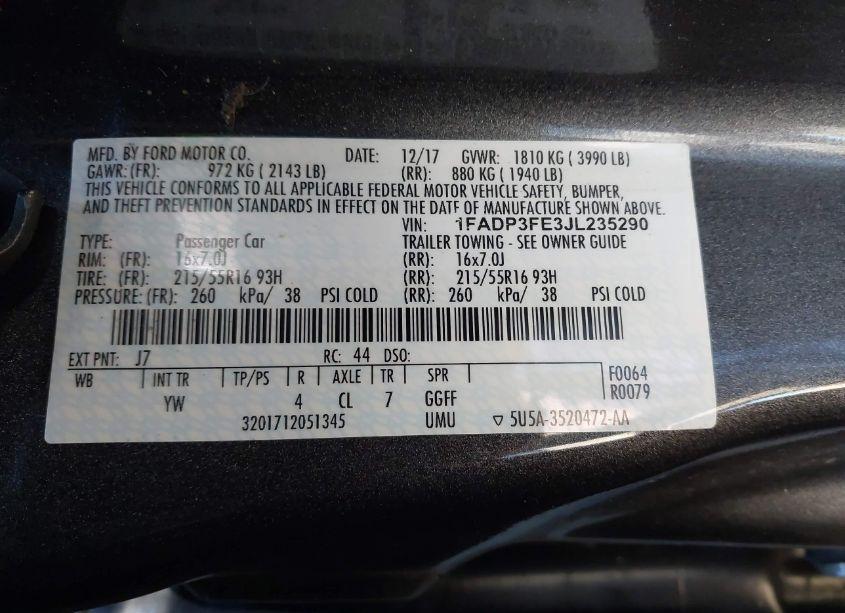 MFD. BY FORD MOTOR CO. DATE: 12/17 GVWR: 1810 KG ( 3990 LB)
GAWR: (FR): 972 KG ( 2143 LB) (RR): 880 KG ( 1940 LB)
THIS VEHICLE CONFORMS TO ALL APPLICABLE FEDERAL MOTOR VEHICLE SAFETY, BUMPER,
AND THEFT PREVENTION STANDARDS IN EFFECT ON THE DATE OF MANUFACTURE SHOWN ABOVE.
VIN: 1FADP3FE3JL235290
TYPE: Passenger Car TRAILER TOWING - SEE OWNER GUIDE
RIM: (FR): 16x7.0J (RR): 16x7.0J
TIRE: (FR): 215/55R16 93H (RR): 215/55R16 93H
PRESSURE: (FR): 260 kPa/ 38 PSI COLD (RR): 260 kPa/ 38 PSI COLD
EXT PNT: J7 RC: 44 DSO:
WB INT TR TP/PS R AXLE TR SPR F0064
R0079
YW 4 CL 7 GGFF
3201712051345 UMU ▽ 5U5A-3520472-AA